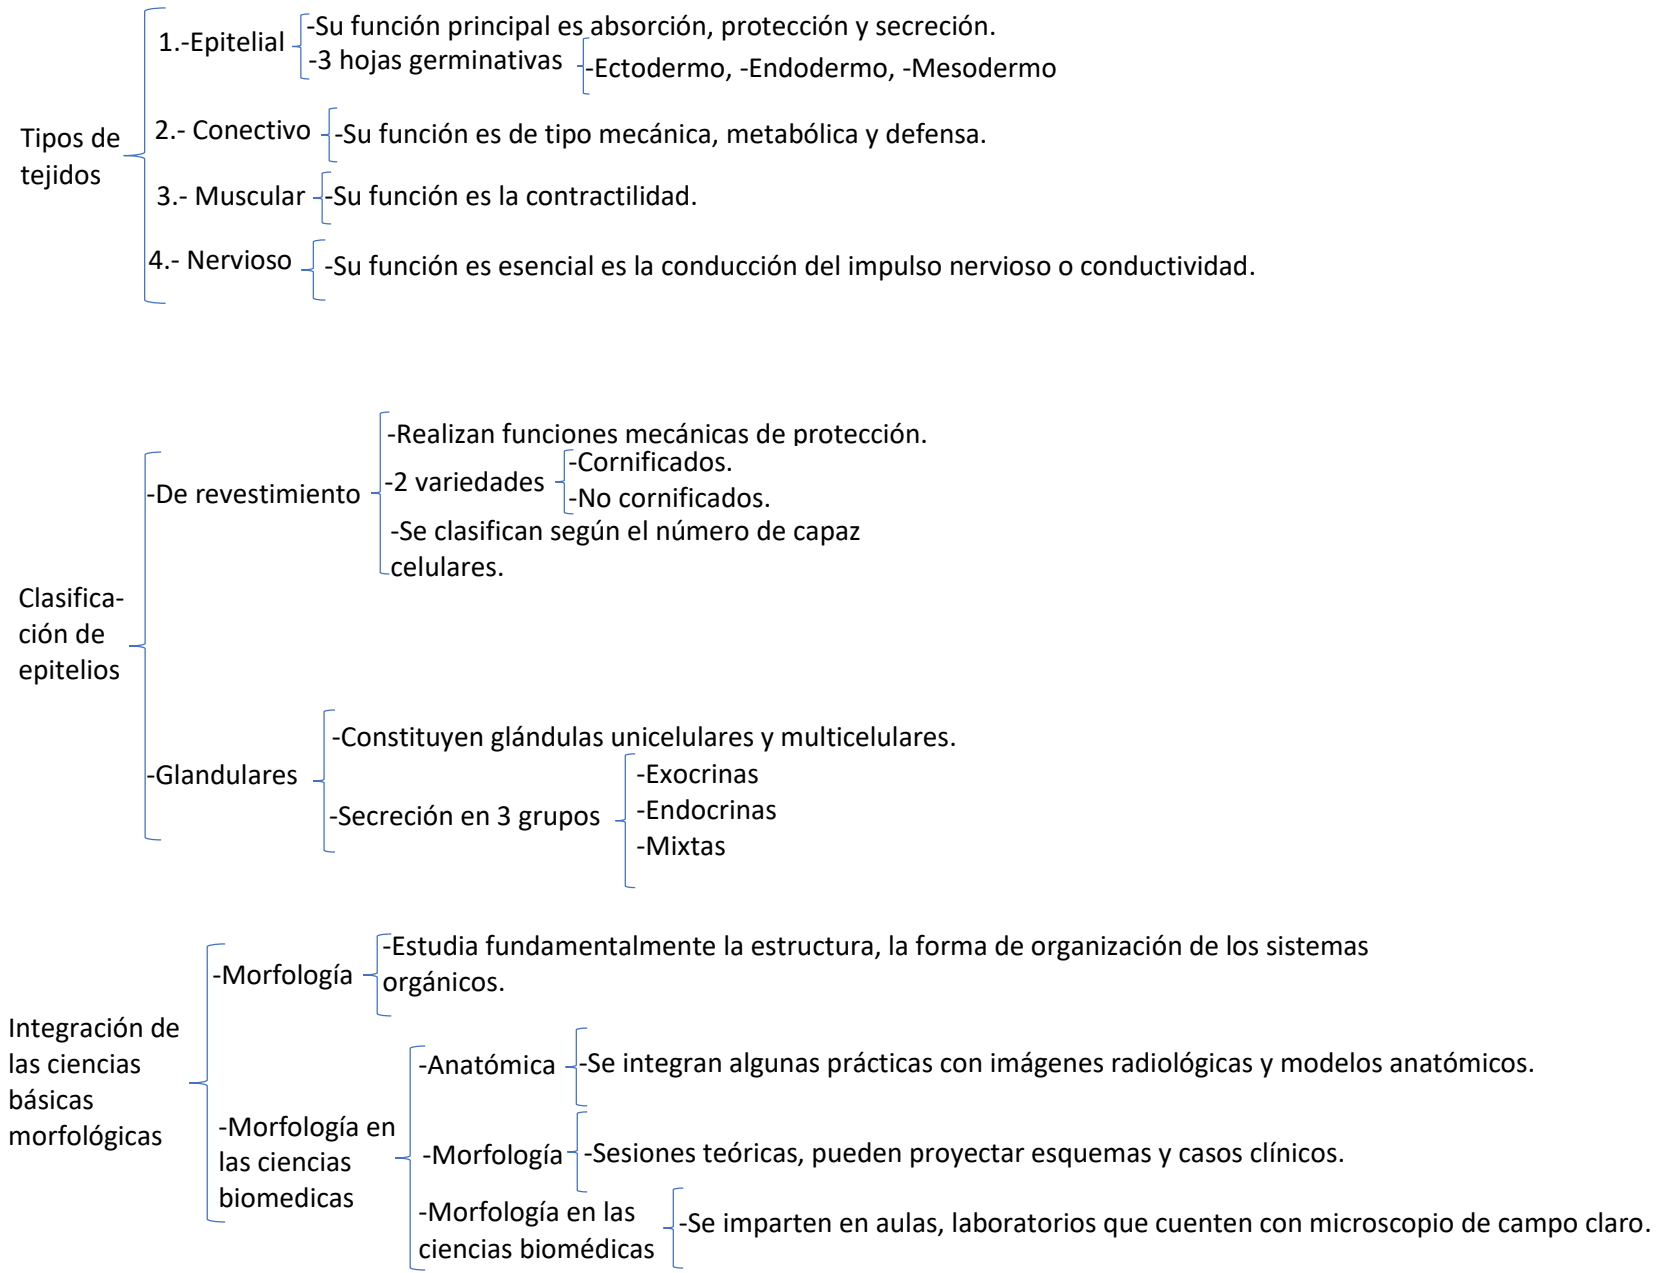 Tipos de
tejidos
1.-Epitelial
-Su función principal es absorción, protección y secreción.
-3 hojas germinativas
-Ectodermo, -Endodermo, -Mesodermo
2.- Conectivo
-Su función es de tipo mecánica, metabólica y defensa.
3.- Muscular
-Su función es la contractilidad.
4.- Nervioso
-Su función es esencial es la conducción del impulso nervioso o conductividad.
Clasifica-
ción de
epitelios
-De revestimiento
-Realizan funciones mecánicas de protección.
-2 variedades
-Cornificados.
-No cornificados.
-Se clasifican según el número de capaz
celulares.
-Glandulares
-Constituyen glándulas unicelulares y multicelulares.
-Secreción en 3 grupos
-Exocrinas
-Endocrinas
-Mixtas
Integración de
las ciencias
básicas
morfológicas
-Morfología
-Estudia fundamentalmente la estructura, la forma de organización de los sistemas
orgánicos.
-Morfología en
las ciencias
biomedicas
-Anatómica
-Se integran algunas prácticas con imágenes radiológicas y modelos anatómicos.
-Morfología
-Sesiones teóricas, pueden proyectar esquemas y casos clínicos.
-Morfología en las
ciencias biomédicas
-Se imparten en aulas, laboratorios que cuenten con microscopio de campo claro.